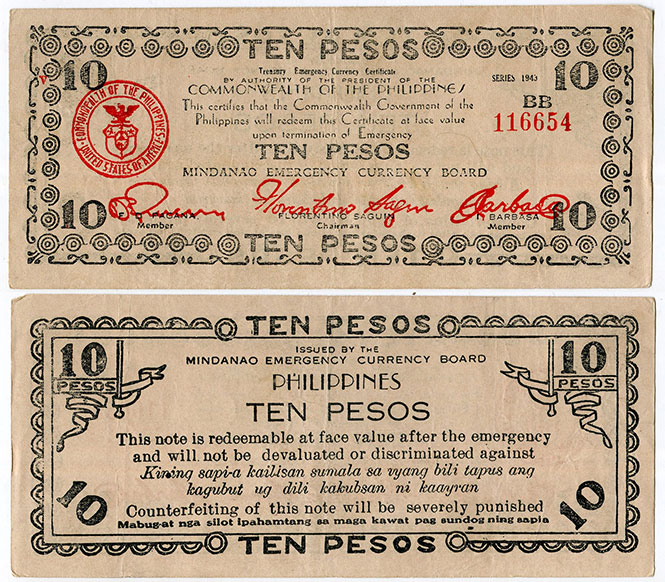 TEN PESOS
Treasury Emergency Currency Certificate
10 BY AUTHORITY OF THE PRESIDENT OF THE SERIES 1943 10
COMMONWEALTH OF THE PHILIPPINES
COMMONWEALTH OF THE PHILIPPINES
UNITED STATES OF AMERICA
This certifies that the Commonwealth Government of the
Philippines will redeem this Certificate at face value
upon termination of Emergency
BB
116654
TEN PESOS
MINDANAO EMERGENCY CURRENCY BOARD
10 10
Florentino Saguin
PACANA
Member
FLORENTINO SAGUIN
Chairman
BARBASA
Member
TEN PESOS
TEN PESOS
10 PESOS
10 PESOS
ISSUED BY THE
MINDANAO EMERGENCY CURRENCY BOARD
PHILIPPINES
TEN PESOS
This note is redeemable at face value after the emergency
and will not be devaluated or discriminated against
Kining sapi-a kailisan sumala sa uyang bili tapus ang
kagubut ug dili kakubsan ni kaayran
10 10
Counterfeiting of this note will be severely punished
Mabug-at nga silot ipahamtang sa maga kawat pag sundog ning sapia
TEN PESOS